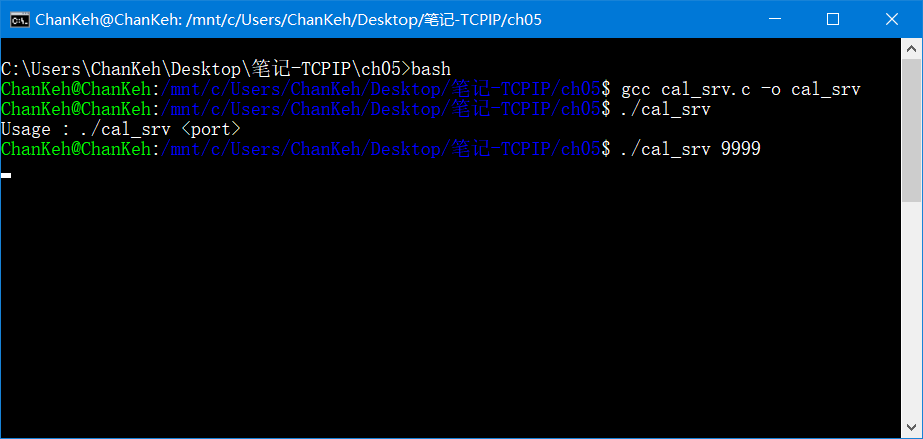 ChanKeh@ChanKeh: /mnt/c/Users/ChanKeh/Desktop/笔记-TCPIP/ch05
C:\Users\ChanKeh\Desktop\笔记-TCPIP\ch05>bash
ChanKeh@ChanKeh:/mnt/c/Users/ChanKeh/Desktop/笔记-TCPIP/ch05$ gcc cal_srv.c -o cal_srv
ChanKeh@ChanKeh:/mnt/c/Users/ChanKeh/Desktop/笔记-TCPIP/ch05$ ./cal_srv
Usage : ./cal_srv <port>
ChanKeh@ChanKeh:/mnt/c/Users/ChanKeh/Desktop/笔记-TCPIP/ch05$ ./cal_srv 9999